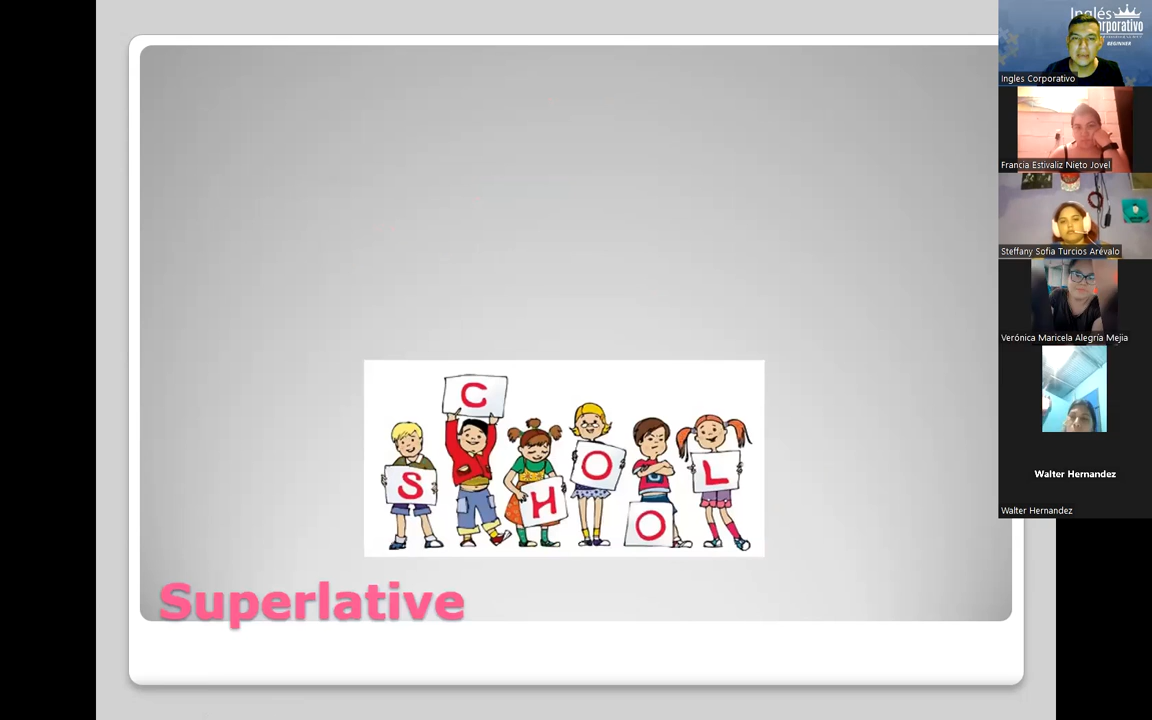 S C H O O L
Superlative
Inglés
Corporativo
BEGINNER
Ingles Corporativo
Francia Estivaliz Nieto Jovel
Steffany Sofia Turcios Arévalo
Verónica Maricela Alegría Mejia
Walter Hernandez
Walter Hernandez